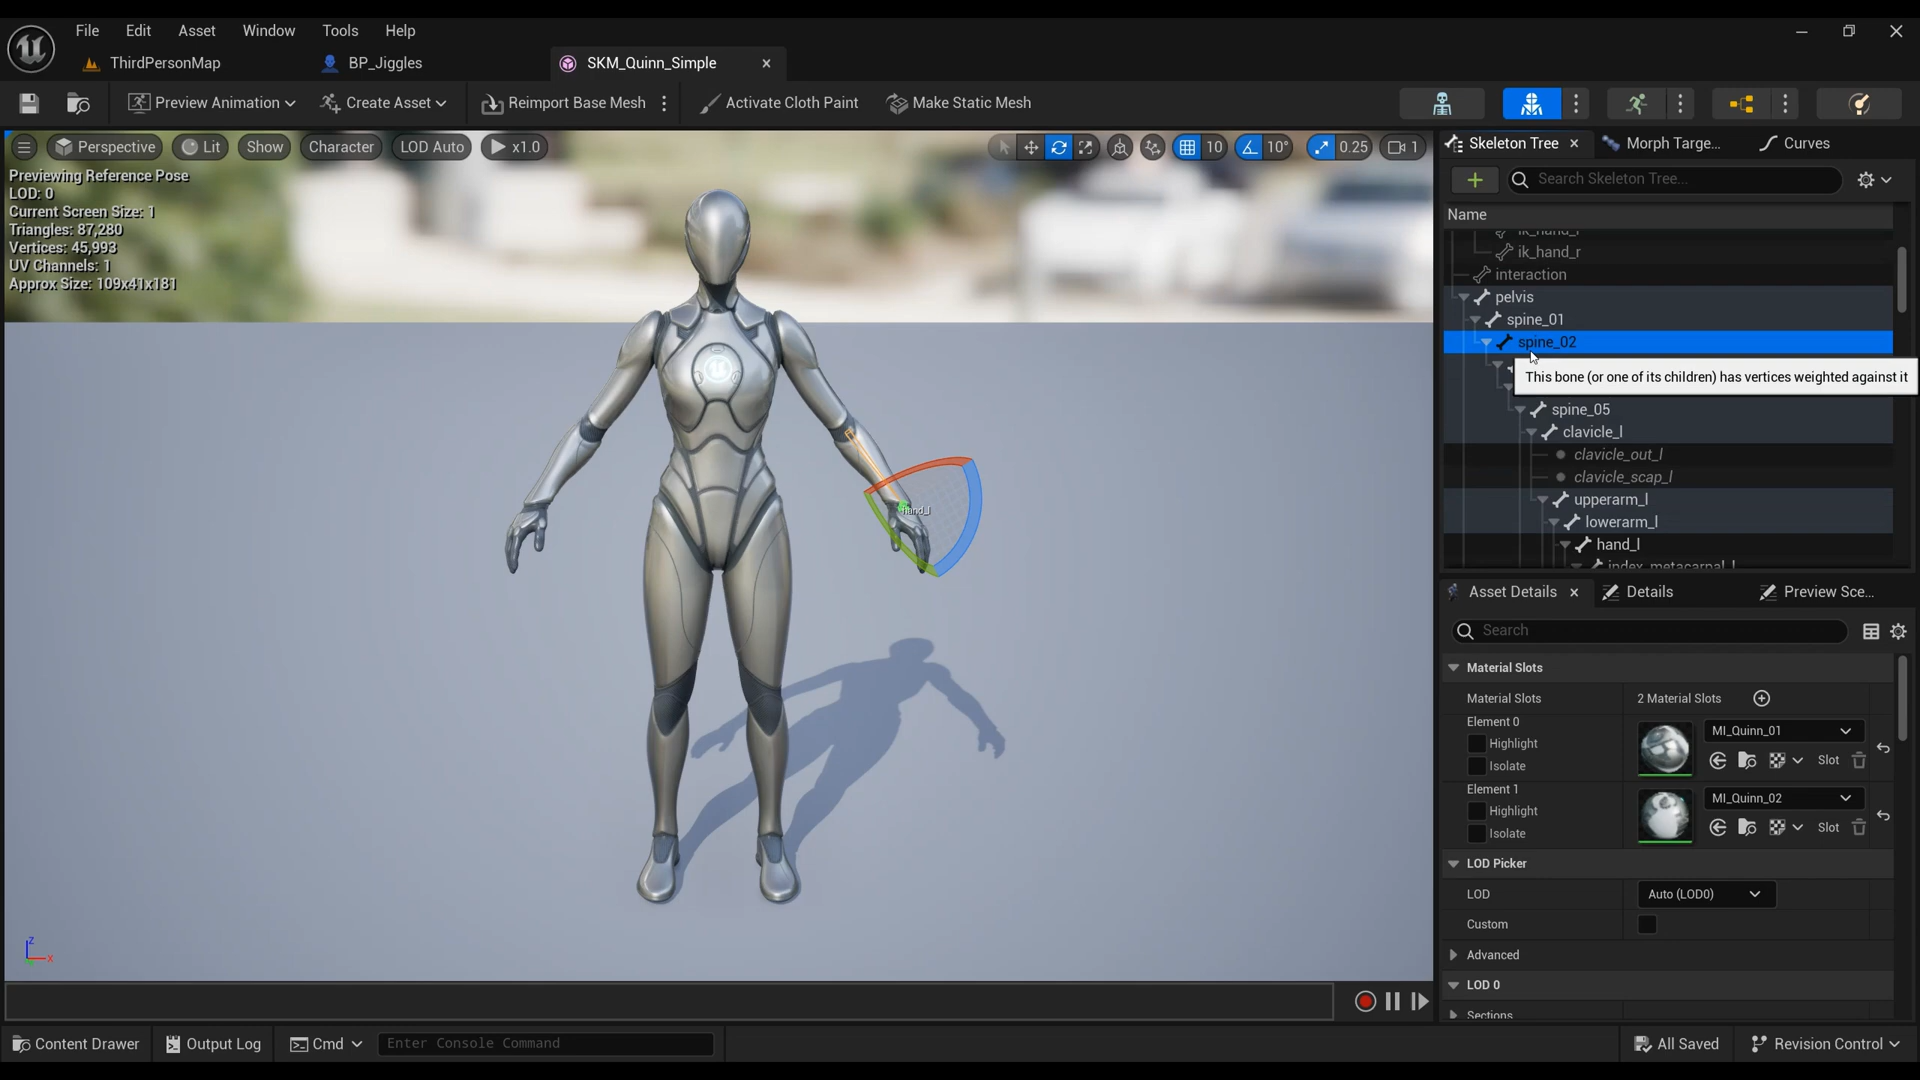 File Edit Asset Window Tools Help
ThirdPersonMap BP_Jiggles SKM_Quinn_Simple
Preview Animation Create Asset Reimport Base Mesh Activate Cloth Paint Make Static Mesh
Perspective Lit Show Character LOD Auto x1.0 10 10° 0.25 1
Previewing Reference Pose
LOD: 0
Current Screen Size: 1
Triangles: 87,280
Vertices: 45,993
UV Channels: 1
Approx Size: 109x41x181
hand_l
Skeleton Tree Morph Targe... Curves
Search Skeleton Tree...
Name
ik_hand_r
interaction
pelvis
spine_01
spine_02
This bone (or one of its children) has vertices weighted against it
spine_05
clavicle_l
clavicle_out_l
clavicle_scap_l
upperarm_l
lowerarm_l
hand_l
index_metacarpal_l
Asset Details Details Preview Sce...
Search
Material Slots
Material Slots 2 Material Slots
Element 0
Highlight
Isolate
MI_Quinn_01
Slot
Element 1
Highlight
Isolate
MI_Quinn_02
Slot
LOD Picker
LOD Auto (LOD0)
Custom
Advanced
LOD 0
Sections
Z
X
Content Drawer Output Log Cmd Enter Console Command All Saved Revision Control